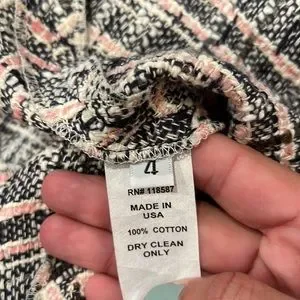 4
RN# 118587
MADE IN
USA
100% COTTON
DRY CLEAN
ONLY